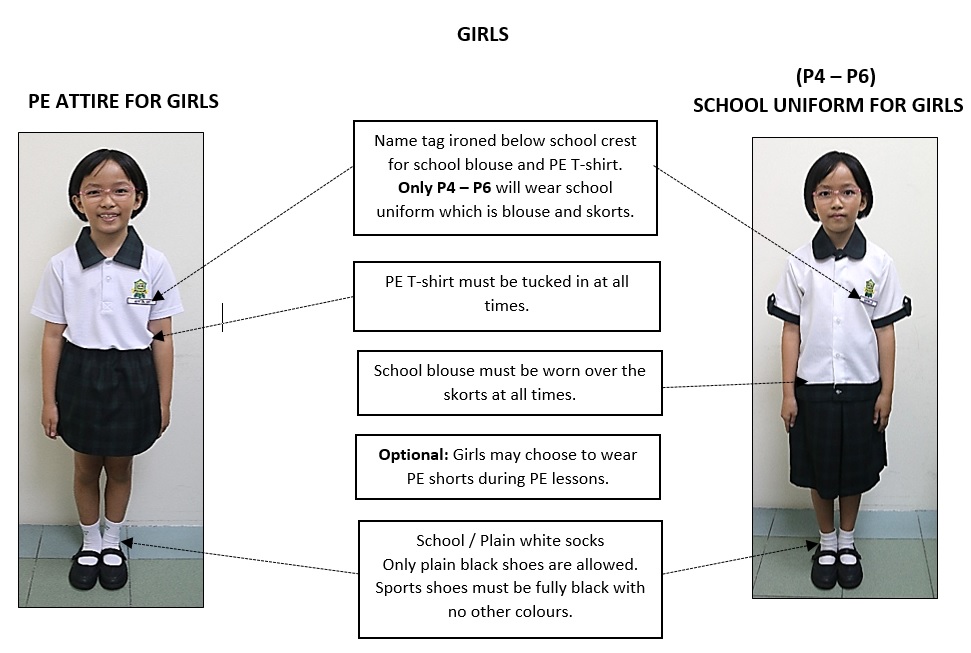 GIRLS
PE ATTIRE FOR GIRLS
(P4 – P6)
SCHOOL UNIFORM FOR GIRLS
Name tag ironed below school crest
for school blouse and PE T-shirt.
Only P4 – P6 will wear school
uniform which is blouse and skorts.
PE T-shirt must be tucked in at all
times.
School blouse must be worn over the
skorts at all times.
Optional: Girls may choose to wear
PE shorts during PE lessons.
School / Plain white socks
Only plain black shoes are allowed.
Sports shoes must be fully black with
no other colours.